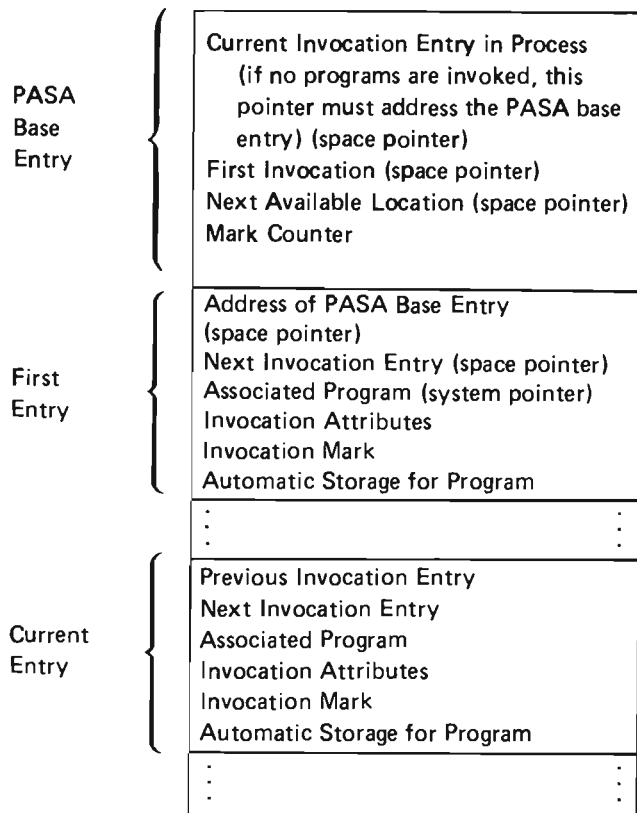 PASA
Base
Entry
Current Invocation Entry in Process
(if no programs are invoked, this
pointer must address the PASA base
entry) (space pointer)
First Invocation (space pointer)
Next Available Location (space pointer)
Mark Counter
First
Entry
Address of PASA Base Entry
(space pointer)
Next Invocation Entry (space pointer)
Associated Program (system pointer)
Invocation Attributes
Invocation Mark
Automatic Storage for Program
Current
Entry
Previous Invocation Entry
Next Invocation Entry
Associated Program
Invocation Attributes
Invocation Mark
Automatic Storage for Program